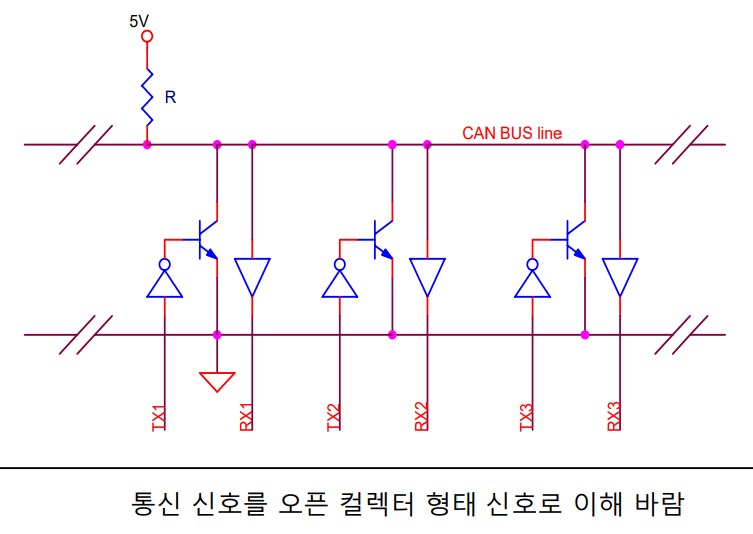 5V
R
CAN BUS line
TX1
RX1
TX2
RX2
TX3
RX3
통신 신호를 오픈 컬렉터 형태 신호로 이해 바람